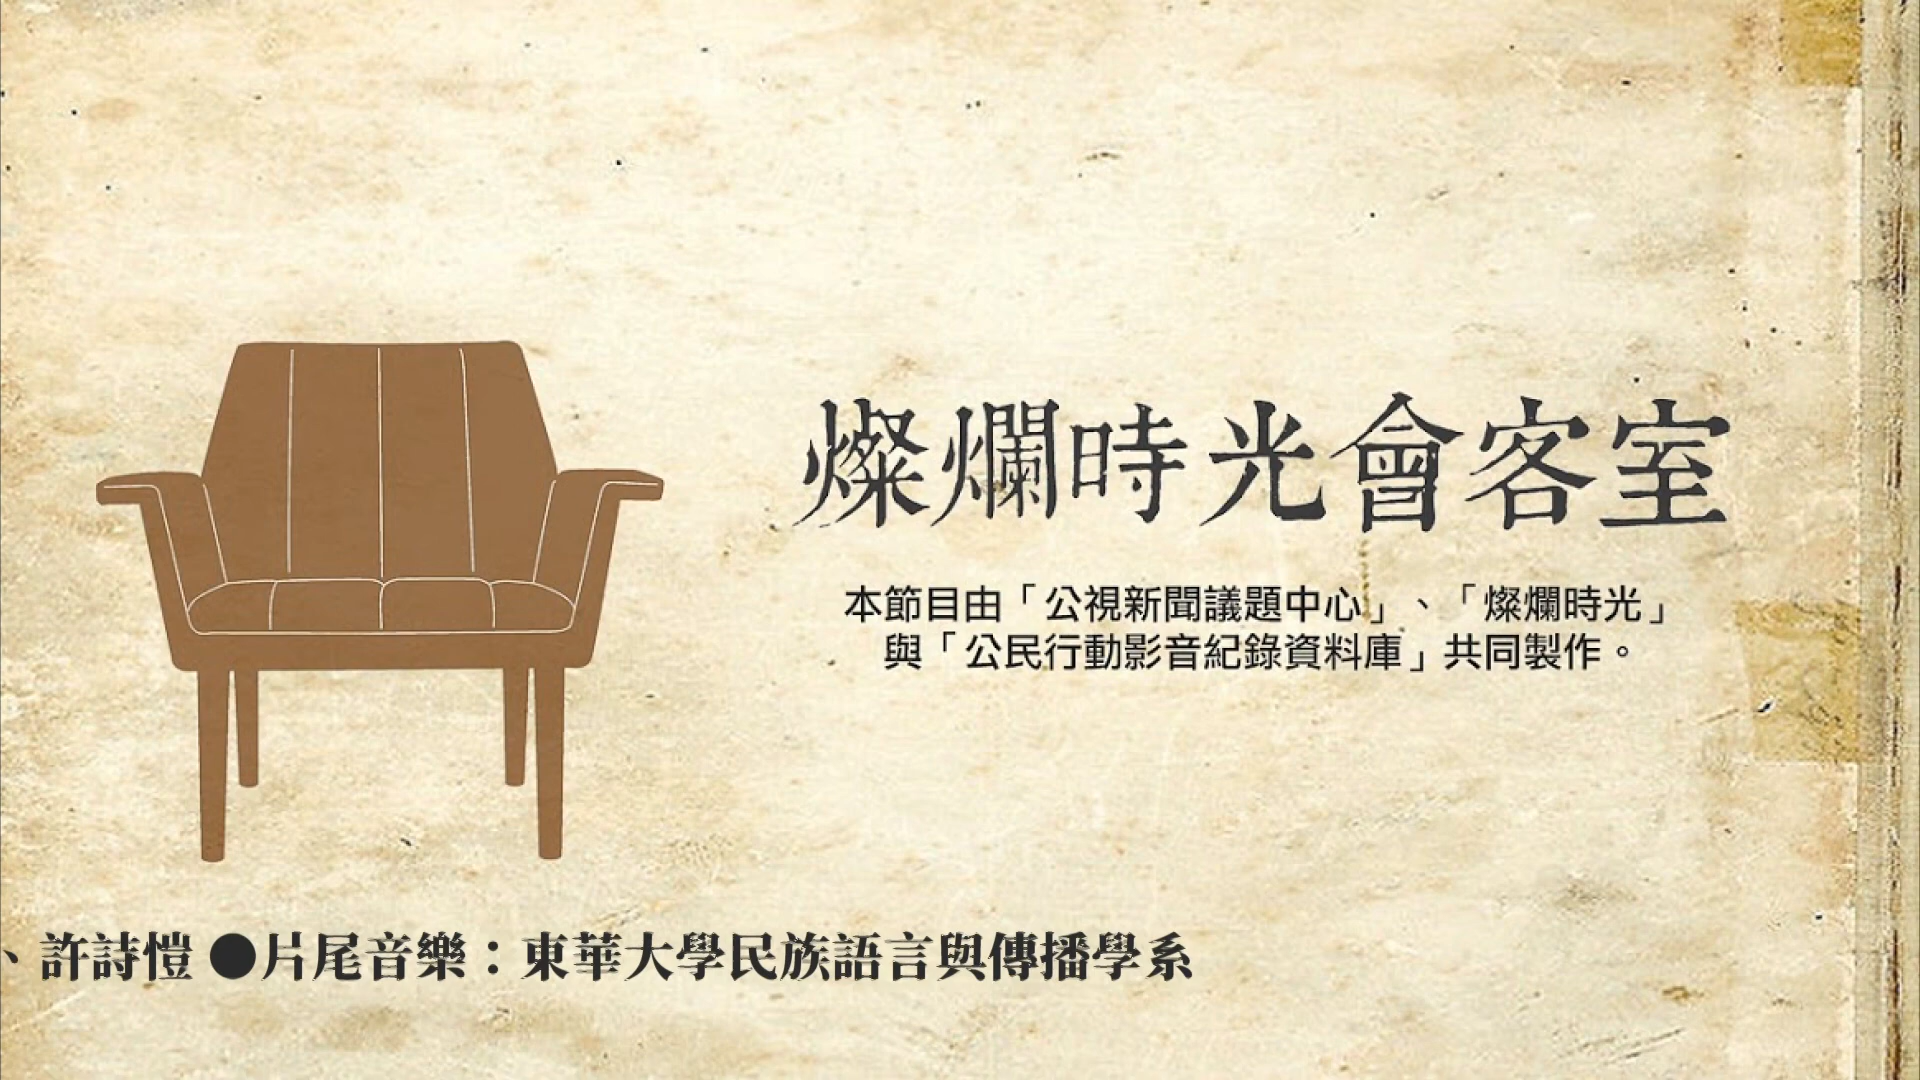 燦爛時光會客室
本節目由「公視新聞議題中心」、「燦爛時光」
與「公民行動影音紀錄資料庫」共同製作。
、許詩愷 ●片尾音樂：東華大學民族語言與傳播學系